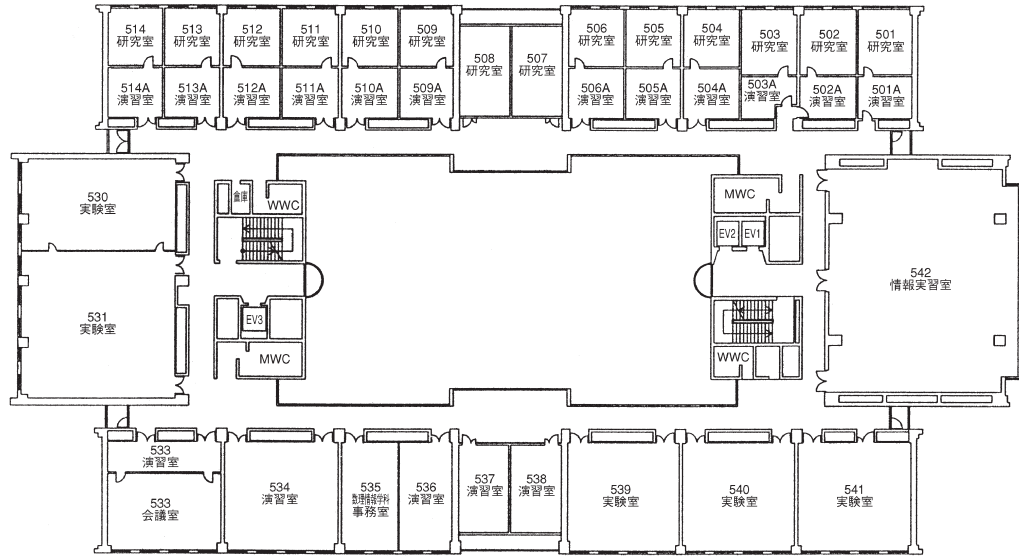 514
研究室
513
研究室
512
研究室
511
研究室
510
研究室
509
研究室
508
研究室
507
研究室
506
研究室
505
研究室
504
研究室
503
研究室
502
研究室
501
研究室
514A
演習室
513A
演習室
512A
演習室
511A
演習室
510A
演習室
509A
演習室
506A
演習室
505A
演習室
504A
演習室
503A
演習室
502A
演習室
501A
演習室
530
実験室
倉庫
WWC
MWC
EV2
EV1
542
情報実習室
531
実験室
EV3
MWC
WWC
533
演習室
533
会議室
534
演習室
535
数理情報学科
事務室
536
演習室
537
演習室
538
演習室
539
実験室
540
実験室
541
実験室